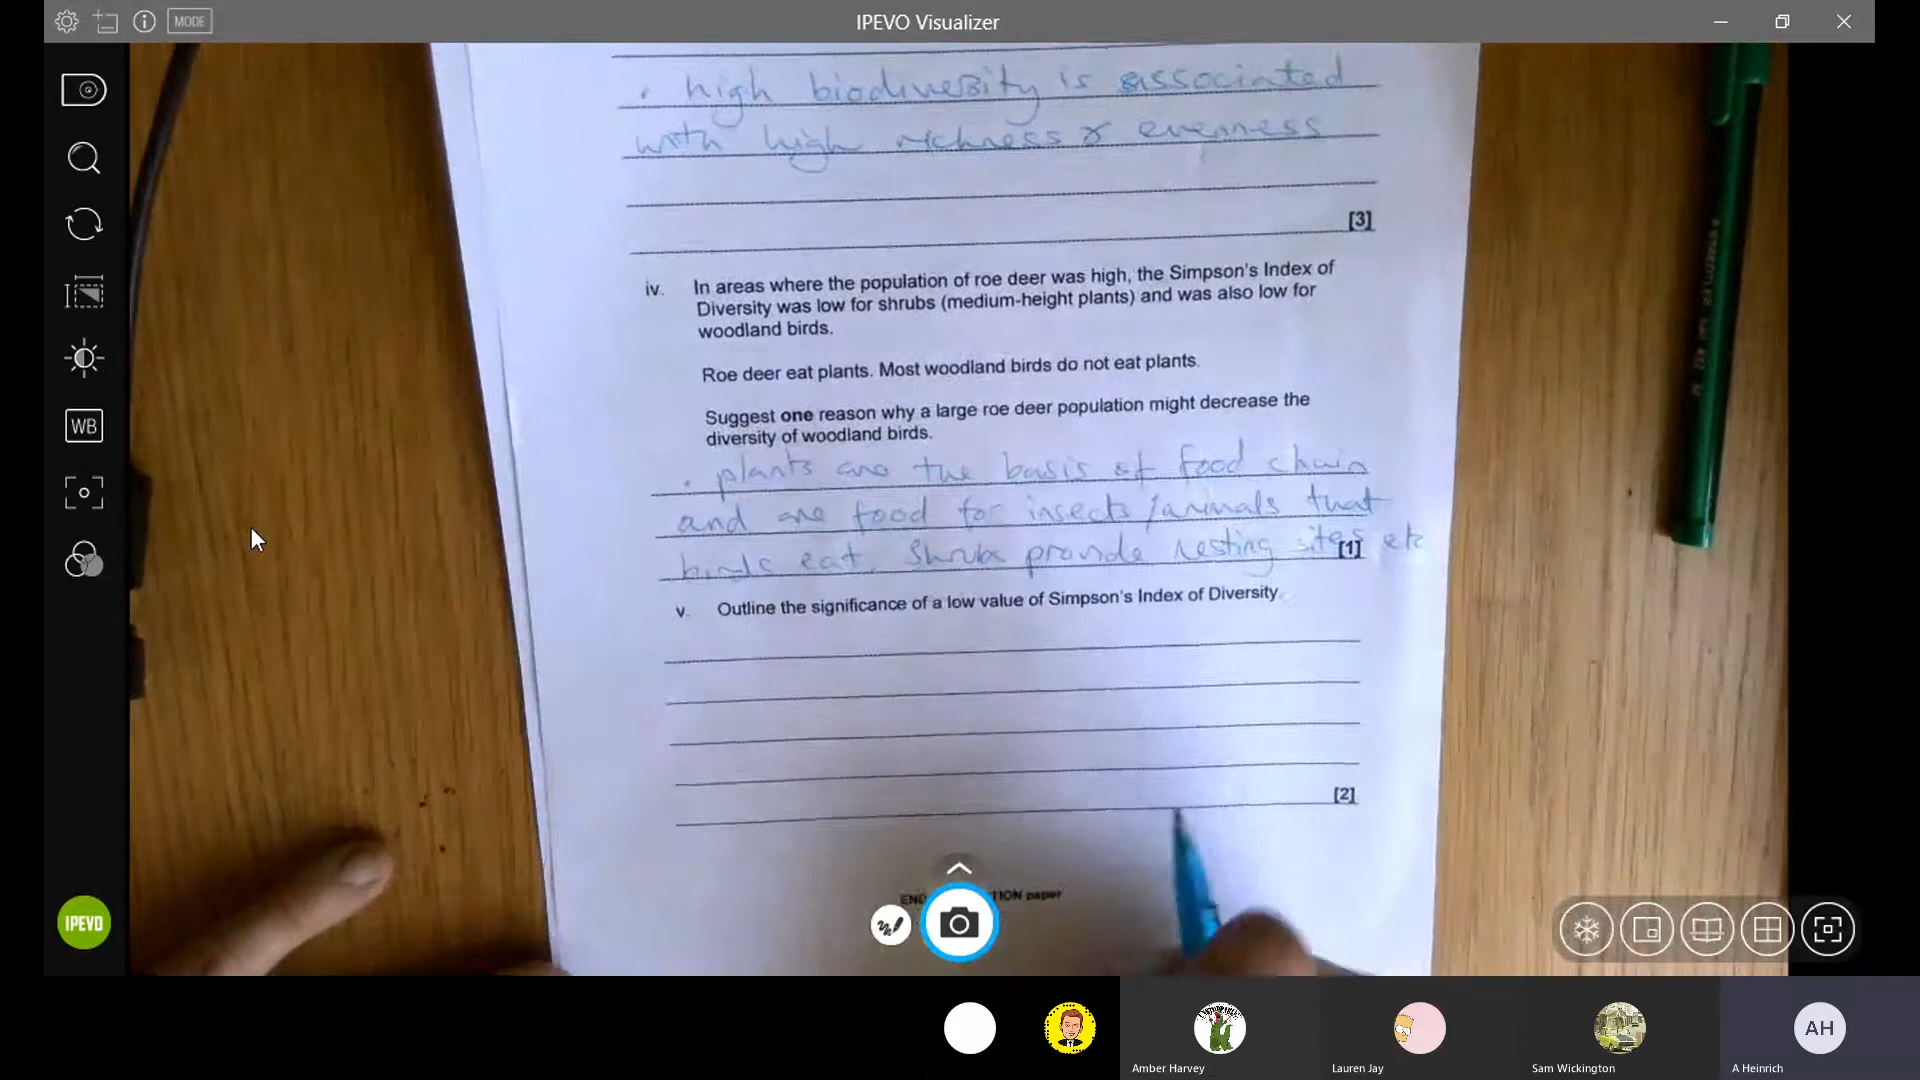 MODE
IPEVO Visualizer
. high biodiversity is associated
with high richness & evenness
[3]
iv. In areas where the population of roe deer was high, the Simpson's Index of
Diversity was low for shrubs (medium-height plants) and was also low for
woodland birds.
Roe deer eat plants. Most woodland birds do not eat plants.
Suggest one reason why a large roe deer population might decrease the
diversity of woodland birds.
. plants are the basis of food chain
and are food for insects/animals that
birds eat. Shrubs provide nesting sites etc
[1]
v. Outline the significance of a low value of Simpson's Index of Diversity
[2]
END
TION paper
WB
IPEVO
STAEDTLER
AH
Amber Harvey
Lauren Jay
Sam Wickington
A Heinrich